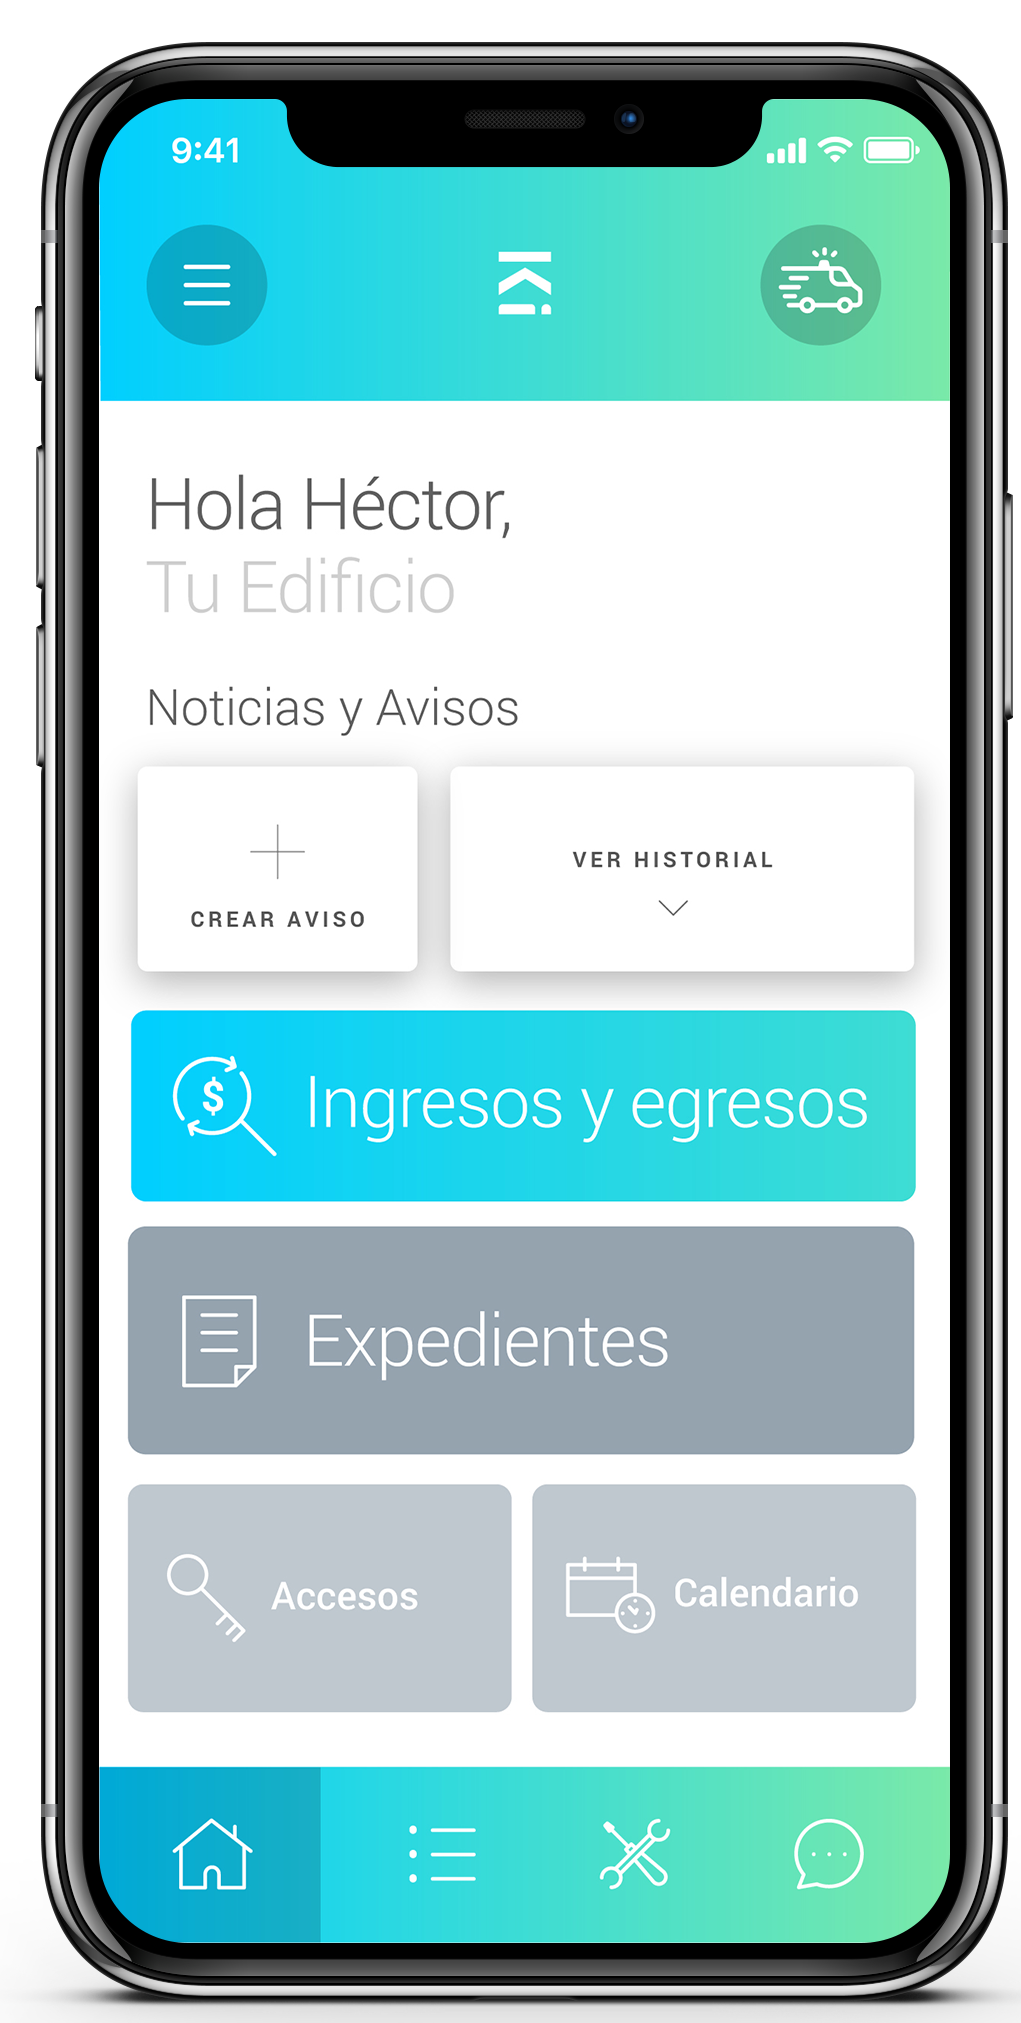 9:41
Hola Héctor,
Tu Edificio
Noticias y Avisos
CREAR AVISO
VER HISTORIAL
$
Ingresos y egresos
Expedientes
Accesos
Calendario